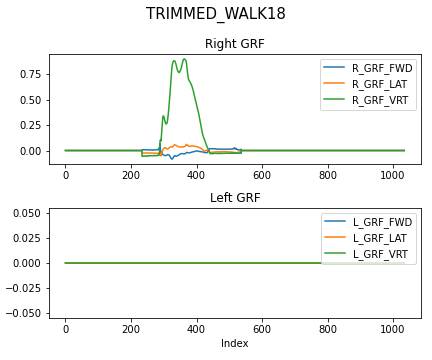 TRIMMED_WALK18
Right GRF
R_GRF_FWD
R_GRF_LAT
R_GRF_VRT
0.75
0.50
0.25
0.00
0 200 400 600 800 1000
Left GRF
L_GRF_FWD
L_GRF_LAT
L_GRF_VRT
0.050
0.025
0.000
−0.025
−0.050
0 200 400 600 800 1000
Index